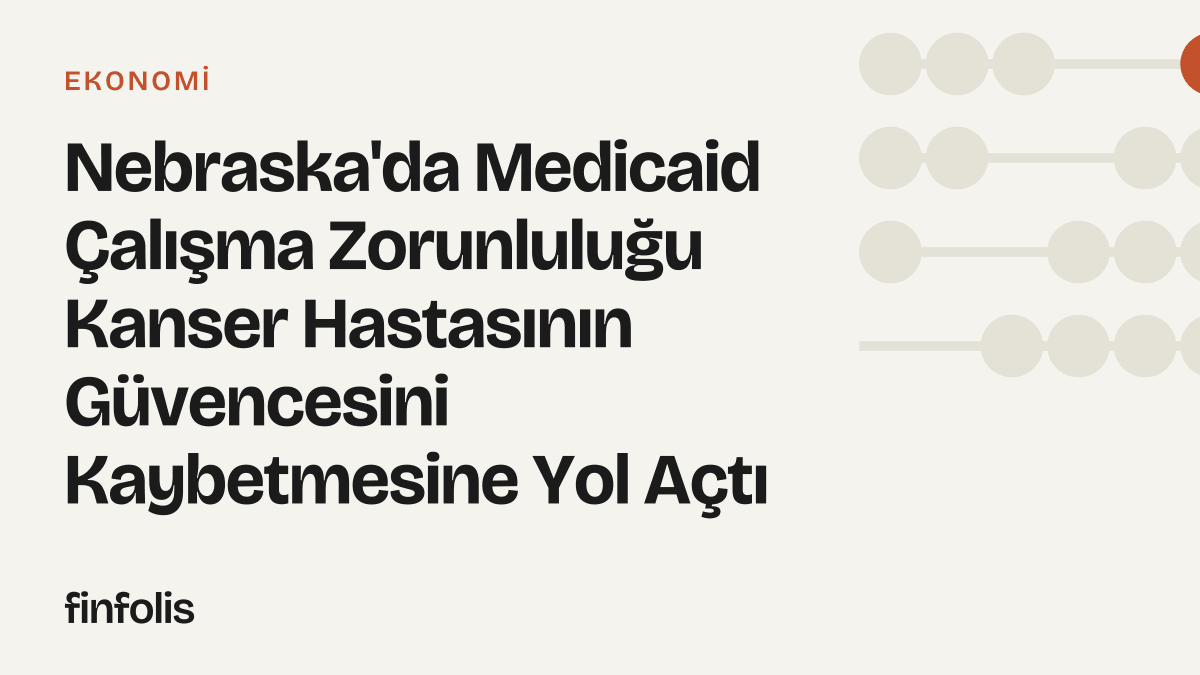 EKONOMİ
Nebraska'da Medicaid
Çalışma Zorunluluğu
Kanser Hastasının
Güvencesini
Kaybetmesine Yol Açtı
finfolis